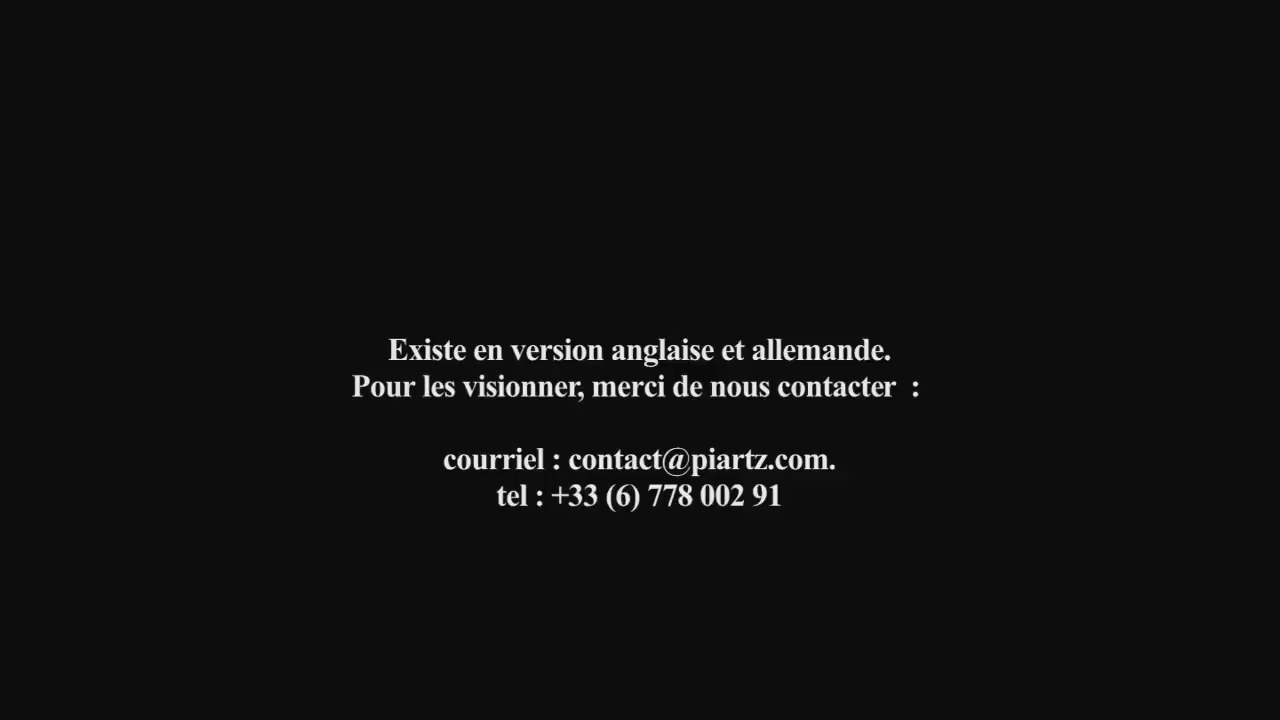 Existe en version anglaise et allemande.
Pour les visionner, merci de nous contacter  :
courriel : contact@piartz.com.
tel : +33 (6) 778 002 91